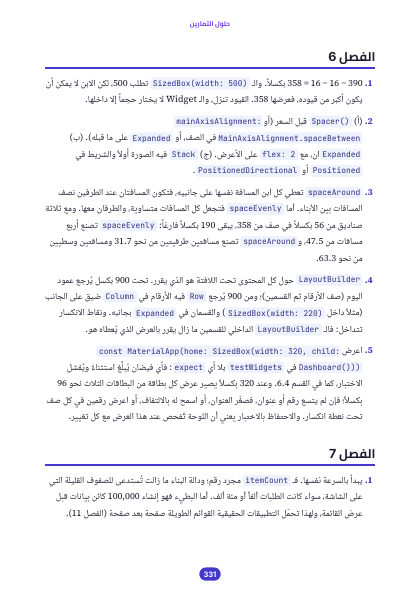 حلول التمارين
الفصل 6
1. 390 − 16 − 16 = 358 بكسلاً. والـ SizedBox(width: 500) تطلب 500, لكن الابن لا يمكن أن
يكون أكبر من قيوده, فعرضها 358. القيود تنزل, والـ Widget لا يختار حجماً إلا داخلها.
2. (أ) Spacer() قبل السعر (أو MainAxisAlignment:
MainAxisAlignment.spaceBetween في الصف, أو Expanded على ما قبله). (ب)
Expanded ان, مع flex: 2 على الأعرض. (ج) Stack فيه الصورة أولاً والشريط في
Positioned أو PositionedDirectional .
3. spaceAround تعطي كل ابن المسافة نفسها على جانبيه, فتكون المسافتان عند الطرفين نصف
المسافات بين الأبناء. أما spaceEvenly فتجعل كل المسافات متساوية, والطرفان معها. ومع ثلاثة
صناديق من 56 بكسلاً في صف من 358, يبقى 190 بكسلاً فارغاً: spaceEvenly تصنع أربع
مسافات من 47.5, و spaceAround تصنع مسافتين طرفيتين من نحو 31.7 ومسافتين وسطيين
من نحو 63.3.
4. LayoutBuilder حول كل المحتوى تحت اللافتة هو الذي يقرر. تحت 900 بكسل يُرجع عمود
اليوم (صف الأرقام ثم القسمين)؛ ومن 900 يُرجع Row فيه الأرقام في Column ضيق على الجانب
(مثلاً داخل SizedBox(width: 220) ) والقسمان في Expanded بجانبه. ونقاط الانكسار
تتداخل: فالـ LayoutBuilder الداخلي للقسمين ما زال يقرر بالعرض الذي يُعطاه هو.
5. اعرض const MaterialApp(home: SizedBox(width: 320, child:
Dashboard())) في testWidgets بلا أي expect : فأي فيضان يُبلَّغ استثناءً ويُفشل
الاختبار, كما في القسم 6.4. وعند 320 بكسلاً يصير عرض كل بطاقة من البطاقات الثلاث نحو 96
بكسلاً؛ فإن لم يتسع رقم أو عنوان, فصغّر العنوان, أو اسمح له بالالتفاف, أو اعرض رقمين في كل صف
تحت نقطة انكسار. والاحتفاظ بالاختبار يعني أن اللوحة تُفحص عند هذا العرض مع كل تغيير.
الفصل 7
1. يبدأ بالسرعة نفسها. فـ itemCount مجرد رقم؛ ودالة البناء ما زالت تُستدعى للصفوف القليلة التي
على الشاشة, سواء كانت الطلبات ألفاً أو مئة ألف. أما البطيء فهو إنشاء 100,000 كائن بيانات قبل
عرض القائمة, ولهذا تحمّل التطبيقات الحقيقية القوائم الطويلة صفحة بعد صفحة (الفصل 11).
331